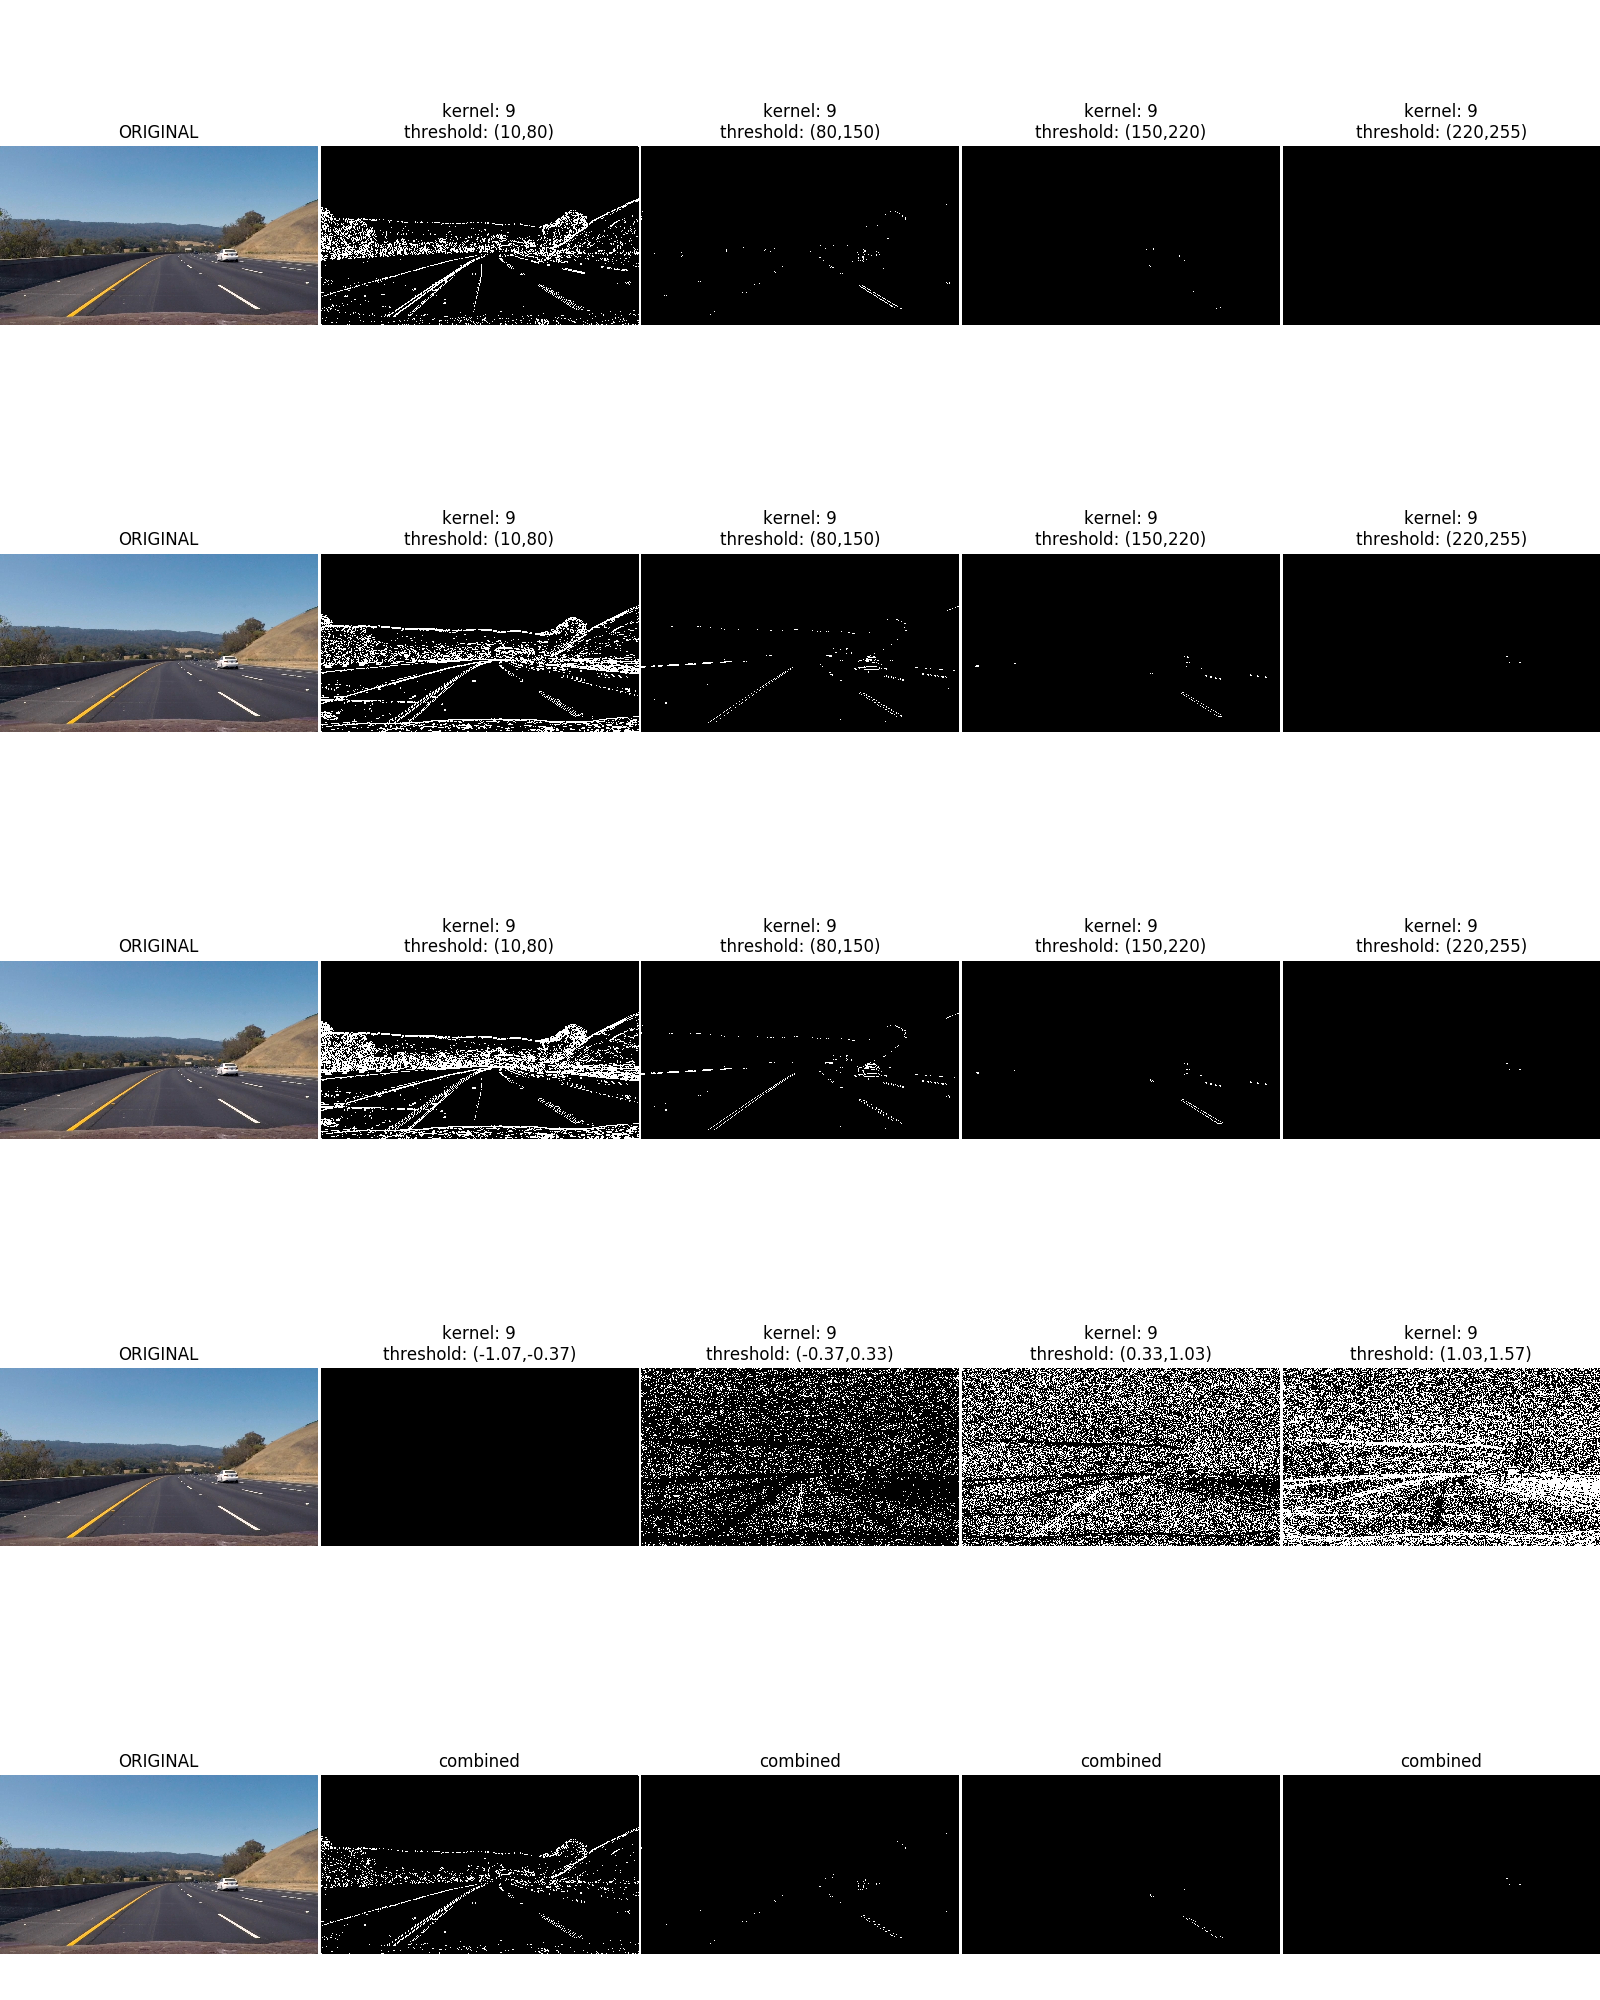 kernel: 9
kernel: 9
kernel: 9
kernel: 9
ORIGINAL
threshold: (10,80)
threshold: (80,150)
threshold: (150,220)
threshold: (220,255)
kernel: 9
kernel: 9
kernel: 9
kernel: 9
ORIGINAL
threshold: (10,80)
threshold: (80,150)
threshold: (150,220)
threshold: (220,255)
kernel: 9
kernel: 9
kernel: 9
kernel: 9
ORIGINAL
threshold: (10,80)
threshold: (80,150)
threshold: (150,220)
threshold: (220,255)
kernel: 9
kernel: 9
kernel: 9
kernel: 9
ORIGINAL
threshold: (-1.07,-0.37)
threshold: (-0.37,0.33)
threshold: (0.33,1.03)
threshold: (1.03,1.57)
ORIGINAL
combined
combined
combined
combined